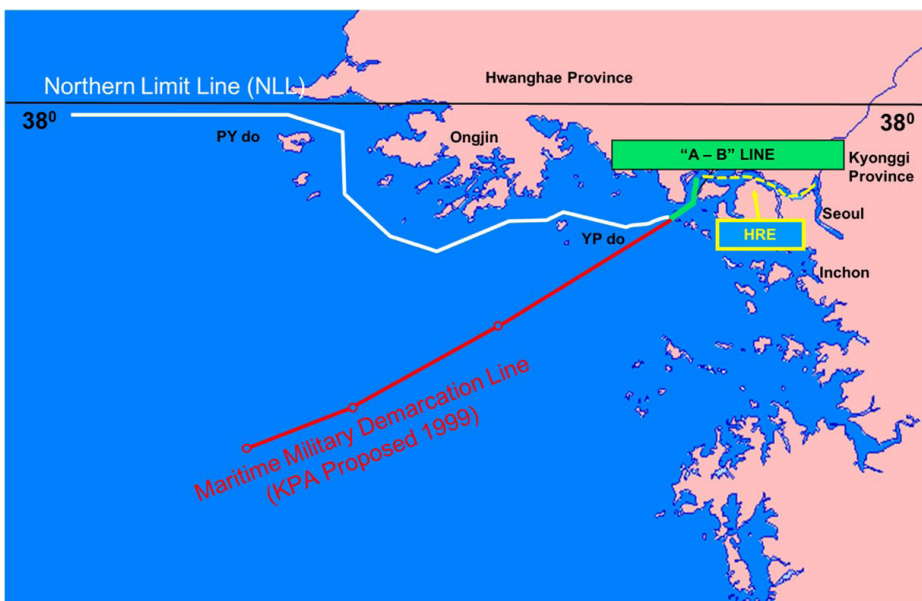 Hwanghae Province
Northern Limit Line (NLL)
38⁰
38⁰
PY do
Ongjin
"A – B" LINE
Kyonggi
Province
Seoul
HRE
YP do
Inchon
Maritime Military Demarcation Line
(KPA Proposed 1999)